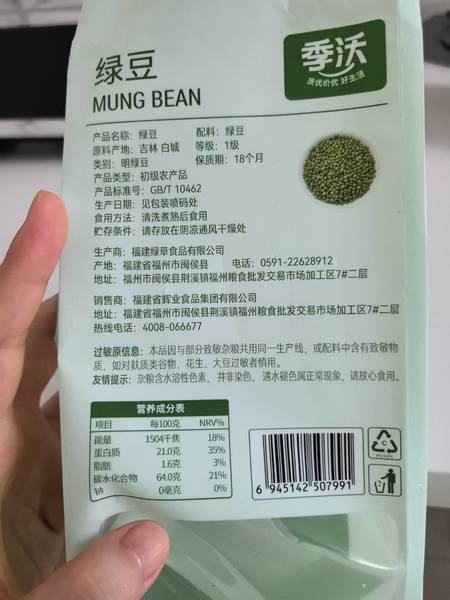 季沃
质优价优 好生活
绿豆
MUNG BEAN
产品名称：绿豆 配料：绿豆
原料产地：吉林 白城 等级：1级
类别：明绿豆 保质期：18个月
产品类型：初级农产品
产品标准号：GB/T 10462
生产日期：见包装喷码处
食用方法：清洗煮熟后食用
贮存条件：请存放在阴凉通风干燥处
生产商：福建绿草食品有限公司
产地：福建省福州市闽侯县 电话：0591-22628912
地址：福州市闽侯县荆溪镇福州粮食批发交易市场加工区7#二层
销售商：福建省辉业食品集团有限公司
地址：福建省福州市闽侯县荆溪镇福州粮食批发交易市场加工区7#二层
热线电话：4008-066677
过敏原信息：本品因与部分致敏杂粮共用同一生产线，或配料中含有致敏物
质，如对麸质类谷物、花生、大豆过敏者慎用。
友情提示：杂粮含水溶性色素，并非染色，遇水褪色属正常现象，请放心食用。
营养成分表
项目 每100克 NRV%
能量 1504千焦 18%
蛋白质 21.0克 35%
脂肪 1.6克 3%
碳水化合物 64.0克 21%
钠 0毫克 0%
6 945142 507991